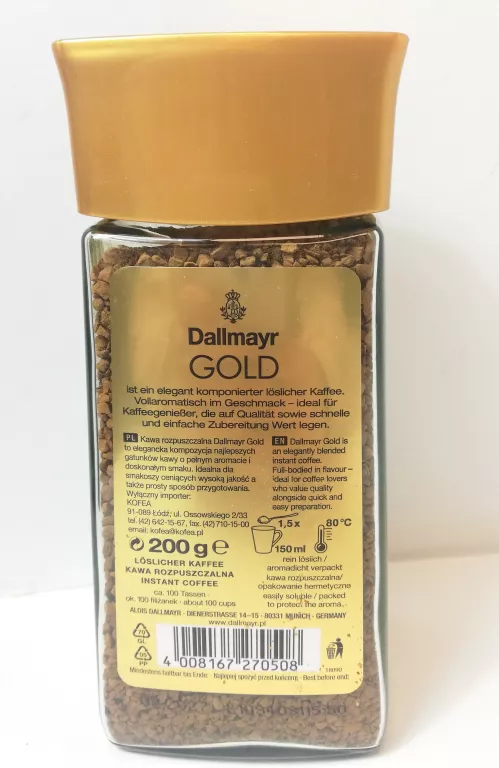 Dallmayr
GOLD
ist ein elegant komponierter löslicher Kaffee.
Vollaromatisch im Geschmack – ideal für
Kaffeegenießer, die auf Qualität sowie schnelle
und einfache Zubereitung Wert legen.
PL Kawa rozpuszczalna Dallmayr Gold
to elegancka kompozycja najlepszych
gatunków kawy o pełnym aromacie i
doskonałym smaku. Idealna dla
smakoszy ceniących wysoką jakość a
także prosty sposób przygotowania.
Wyłączny importer:
KOFEA
91-089 Łódź, ul. Ossowskiego 2/33
tel. (42) 642-15-67, fax. (42)710-15-00
email: kofea@kofea.pl
EN Dallmayr Gold is
an elegantly blended
instant coffee.
Full-bodied in flavour –
ideal for coffee lovers
who value quality
alongside quick and
easy preparation.
1,5x
80 °C
150 ml
200 g e
LÖSLICHER KAFFEE
KAWA ROZPUSZCZALNA
INSTANT COFFEE
ca. 100 Tassen
ok. 100 filiżanek - about 100 cups
rein löslich /
aromadicht verpackt
kawa rozpuszczalna/
opakowanie hermetyczne
easily soluble / packed
to protect the aroma.
ALOIS DALLMAYR · DIENERSTRASSE 14–15 · 80331 MUNICH · GERMANY
www.dallmayr.pl
70
GL
05
PP
4 008167 270508
Mindestens haltbar bis Ende: Najlepiej spożyć przed końcem: Best before end: